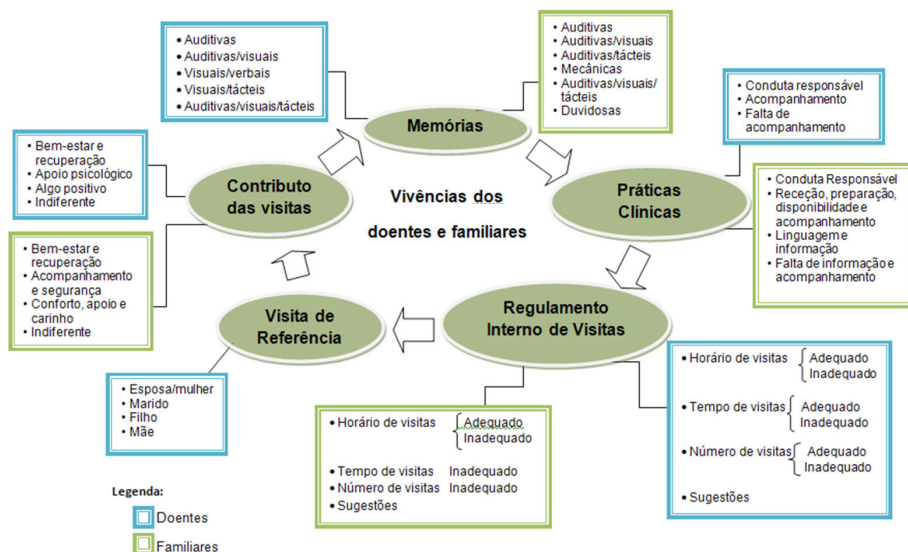 • Auditivas
• Auditivas/visuais
• Visuais/verbais
• Visuais/tácteis
• Auditivas/visuais/tácteis
• Auditivas
• Auditivas/visuais
• Auditivas/tácteis
• Mecânicas
• Auditivas/visuais/
tácteis
• Duvidosas
Memórias
• Conduta responsável
• Acompanhamento
• Falta de
acompanhamento
• Bem-estar e
recuperação
• Apoio psicológico
• Algo positivo
• Indiferente
Contributo
das visitas
Vivências dos
doentes e familiares
Práticas
Clínicas
• Conduta Responsável
• Receção, preparação,
disponibilidade e
acompanhamento
• Linguagem e
informação
• Falta de informação e
acompanhamento
• Bem-estar e
recuperação
• Acompanhamento
e segurança
• Conforto, apoio e
carinho
• Indiferente
Visita de
Referência
Regulamento
Interno de Visitas
• Esposa/mulher
• Marido
• Filho
• Mãe
• Horário de visitas Adequado
Inadequado
• Tempo de visitas Inadequado
• Número de visitas Inadequado
• Sugestões
• Horário de visitas Adequado
Inadequado
• Tempo de visitas Adequado
Inadequado
• Número de visitas Adequado
Inadequado
• Sugestões
Legenda:
Doentes
Familiares